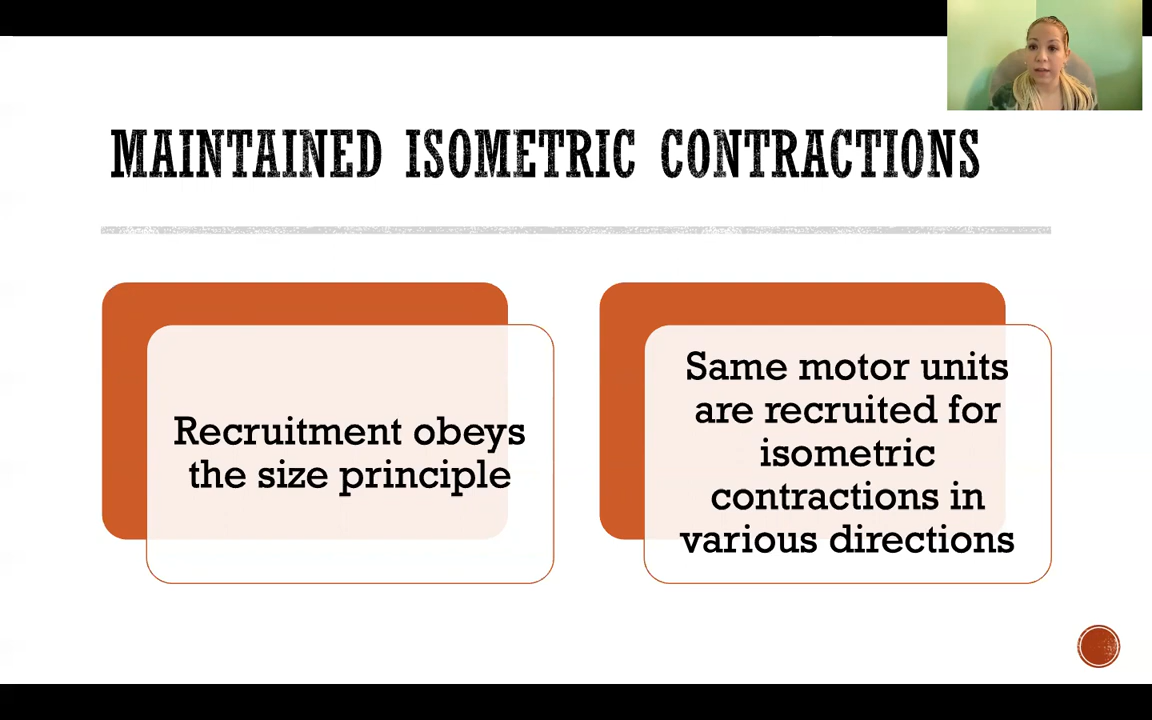 MAINTAINED ISOMETRIC CONTRACTIONS
Recruitment obeys
the size principle
Same motor units
are recruited for
isometric
contractions in
various directions